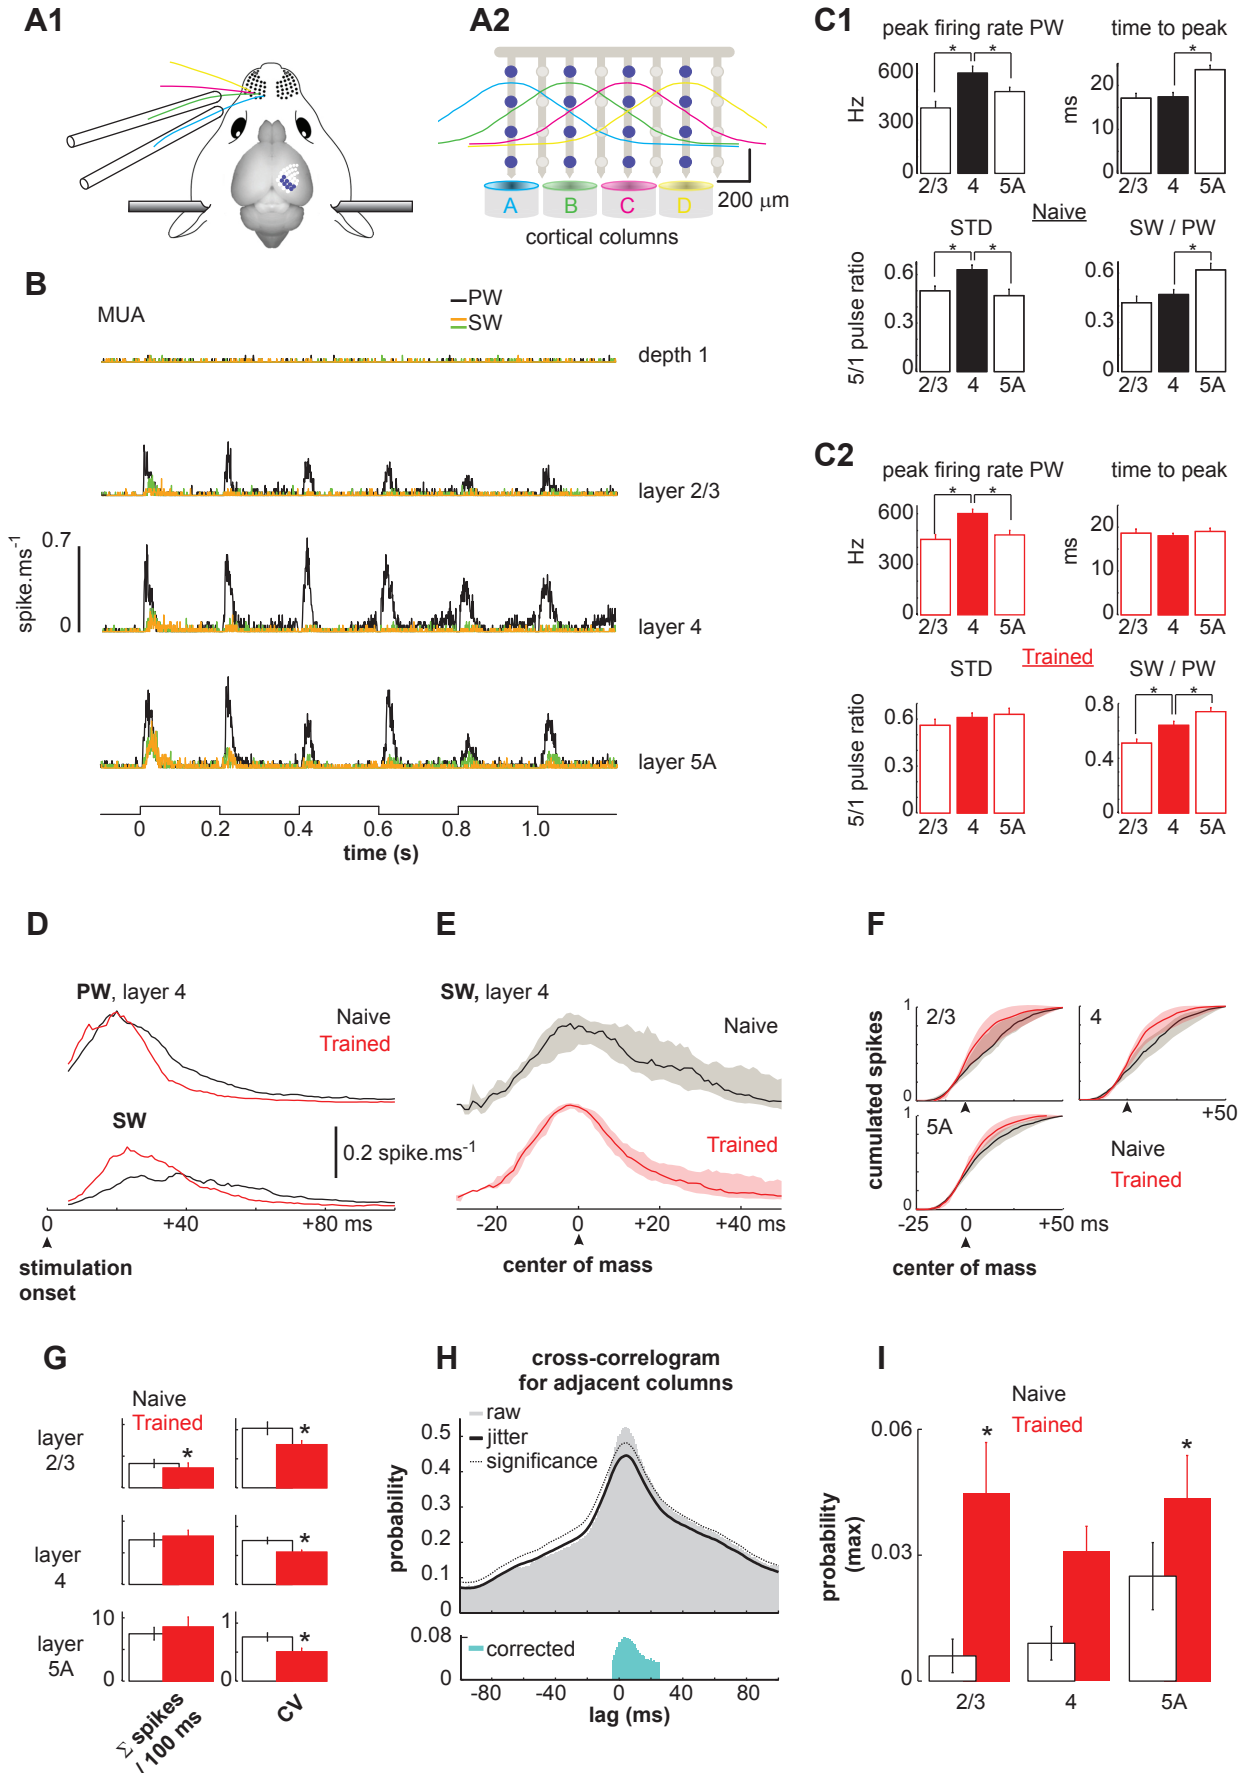 A1
A2
A
B
C
D
200 μm
cortical columns
B
MUA
PW
SW
depth 1
layer 2/3
0.7
spike.ms-1
0
layer 4
layer 5A
0
0.2
0.4
0.6
0.8
1.0
time (s)
C1
peak firing rate PW
time to peak
600
Hz
300
0
*
*
2/3
4
5A
20
ms
10
0
*
2/3
4
5A
Naive
STD
SW / PW
0.6
5/1 pulse ratio
0.3
0
*
*
2/3
4
5A
0.6
0.3
0
*
2/3
4
5A
C2
peak firing rate PW
time to peak
600
Hz
300
0
*
*
2/3
4
5A
20
ms
10
0
2/3
4
5A
Trained
STD
SW / PW
0.6
5/1 pulse ratio
0.3
0
2/3
4
5A
0.8
0.4
0
*
*
2/3
4
5A
D
PW, layer 4
Naive
Trained
SW
0.2 spike.ms-1
0
+40
+80 ms
stimulation
onset
E
SW, layer 4
Naive
Trained
-20
0
+20
+40 ms
center of mass
F
cumulated spikes
1
2/3
0
1
4
0
+50
1
5A
0
Naive
Trained
-25
0
+50 ms
center of mass
G
Naive
Trained
layer
2/3
*
*
layer
4
*
layer
5A
10
0
1
0
*
Σ spikes
/ 100 ms
CV
H
cross-correlogram
for adjacent columns
raw
jitter
significance
probability
0.5
0.4
0.3
0.2
0.1
0
0.08
corrected
0
-80
-40
0
40
80
lag (ms)
I
Naive
Trained
0.06
probability
(max)
0.03
0
*
*
2/3
4
5A